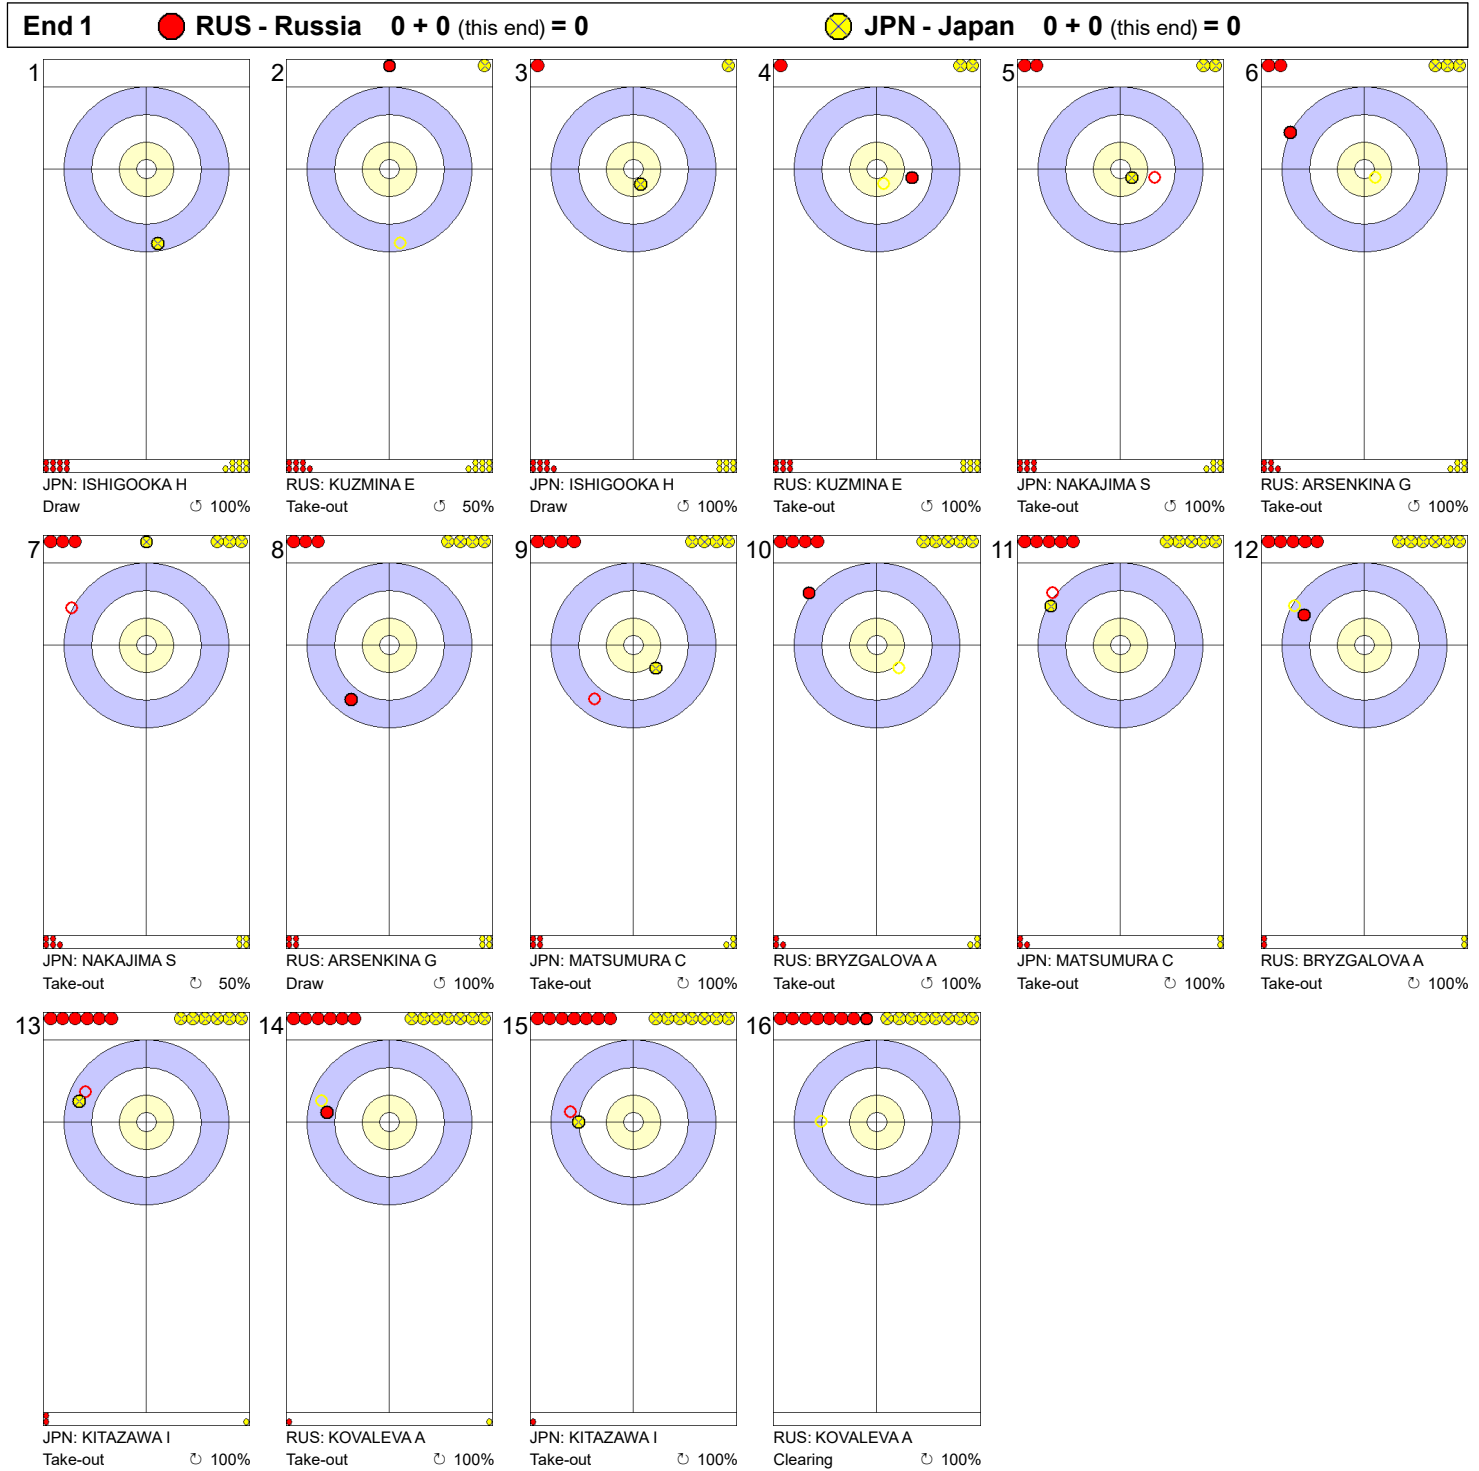 End 1 RUS - Russia 0 + 0 (this end) = 0 JPN - Japan 0 + 0 (this end) = 0
1 2 3 4 5 6
JPN: ISHIGOOKA H RUS: KUZMINA E JPN: ISHIGOOKA H RUS: KUZMINA E JPN: NAKAJIMA S RUS: ARSENKINA G
Draw ↺ 100% Take-out ↺ 50% Draw ↺ 100% Take-out ↺ 100% Take-out ↺ 100% Take-out ↺ 100%
7 8 9 10 11 12
JPN: NAKAJIMA S RUS: ARSENKINA G JPN: MATSUMURA C RUS: BRYZGALOVA A JPN: MATSUMURA C RUS: BRYZGALOVA A
Take-out ↻ 50% Draw ↺ 100% Take-out ↻ 100% Take-out ↺ 100% Take-out ↻ 100% Take-out ↻ 100%
13 14 15 16
JPN: KITAZAWA I RUS: KOVALEVA A JPN: KITAZAWA I RUS: KOVALEVA A
Take-out ↻ 100% Take-out ↻ 100% Take-out ↻ 100% Clearing ↻ 100%